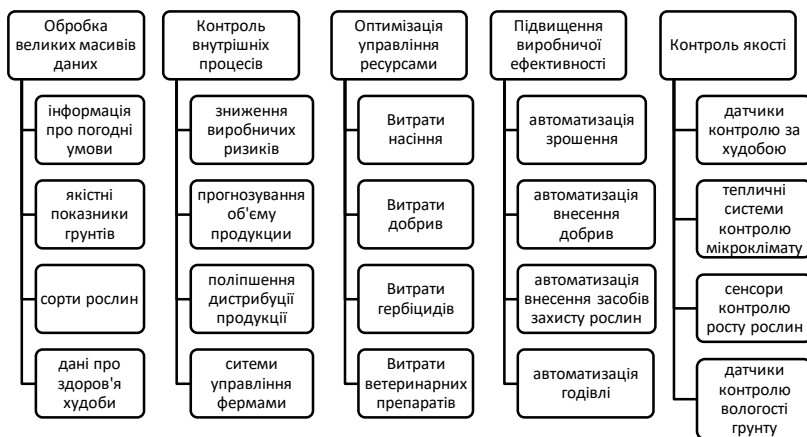 Обробка
великих масивів
даних
інформація
про погодні
умови
якістні
показники
грунтів
сорти рослин
дані про
здоров'я
худоби
Контроль
внутрішніх
процесів
зниження
виробничих
ризиків
прогнозування
об'єму
продукції
поліпшення
дистрибуції
продукції
ситеми
управління
фермами
Оптимізація
управління
ресурсами
Витрати
насіння
Витрати
добрив
Витрати
гербіцидів
Витрати
ветеринарних
препаратів
Підвищення
виробничої
ефективності
автоматизація
зрошення
автоматизація
внесення
добрив
автоматизація
внесення засобів
захисту рослин
автоматизація
годівлі
Контроль якості
датчики
контролю за
худобою
тепличні
системи
контролю
мікроклімату
сенсори
контролю
росту рослин
датчики
контролю
вологості
грунту